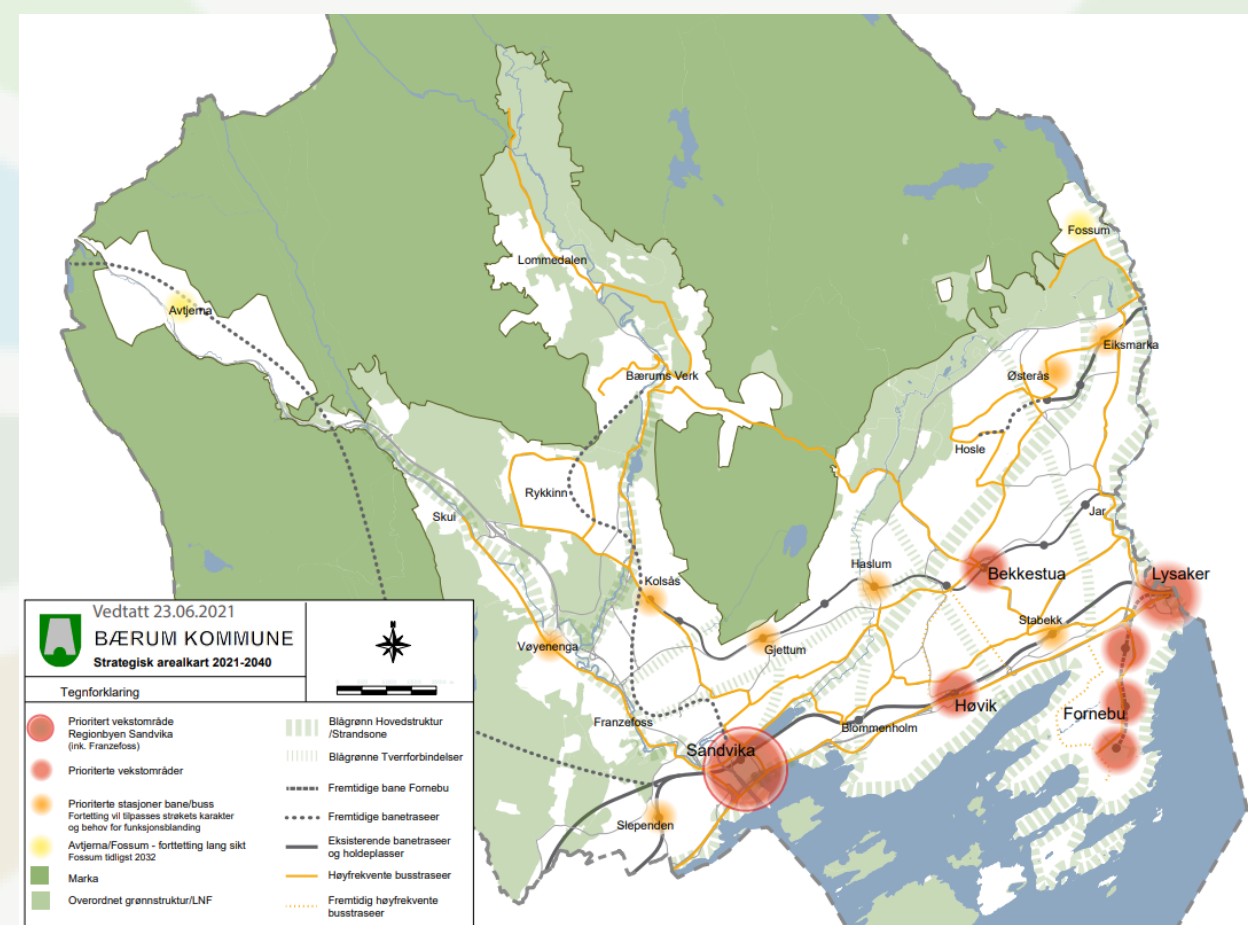 Fossum
Lommedalen
Avtjerna
Eiksmarka
Bærums Verk
Østerås
Hosle
Rykkinn
Skui
Jar
Haslum
Bekkestua
Lysaker
Kolsås
Stabekk
Vøyenenga
Gjettum
Høvik
Fornebu
Franzefoss
Blommenholm
Sandvika
Slependen
Vedtatt 23.06.2021
BÆRUM KOMMUNE
Strategisk arealkart 2021-2040
Tegnforklaring
Prioritert vekstområde
Regionbyen Sandvika
(ink. Franzefoss)
Prioriterte vekstområder
Prioriterte stasjoner bane/buss
Fortetting vil tilpasses strøkets karakter
og behov for funksjonsblanding
Avtjerna/Fossum - forttetting lang sikt
Fossum tidligst 2032
Marka
Overordnet grønnstruktur/LNF
Blågrønn Hovedstruktur
/Strandsone
Blågrønne Tverrforbindelser
Fremtidige bane Fornebu
Fremtidige banetraseer
Eksisterende banetraseer
og holdeplasser
Høyfrekvente busstraseer
Fremtidig høyfrekvente
busstraseer